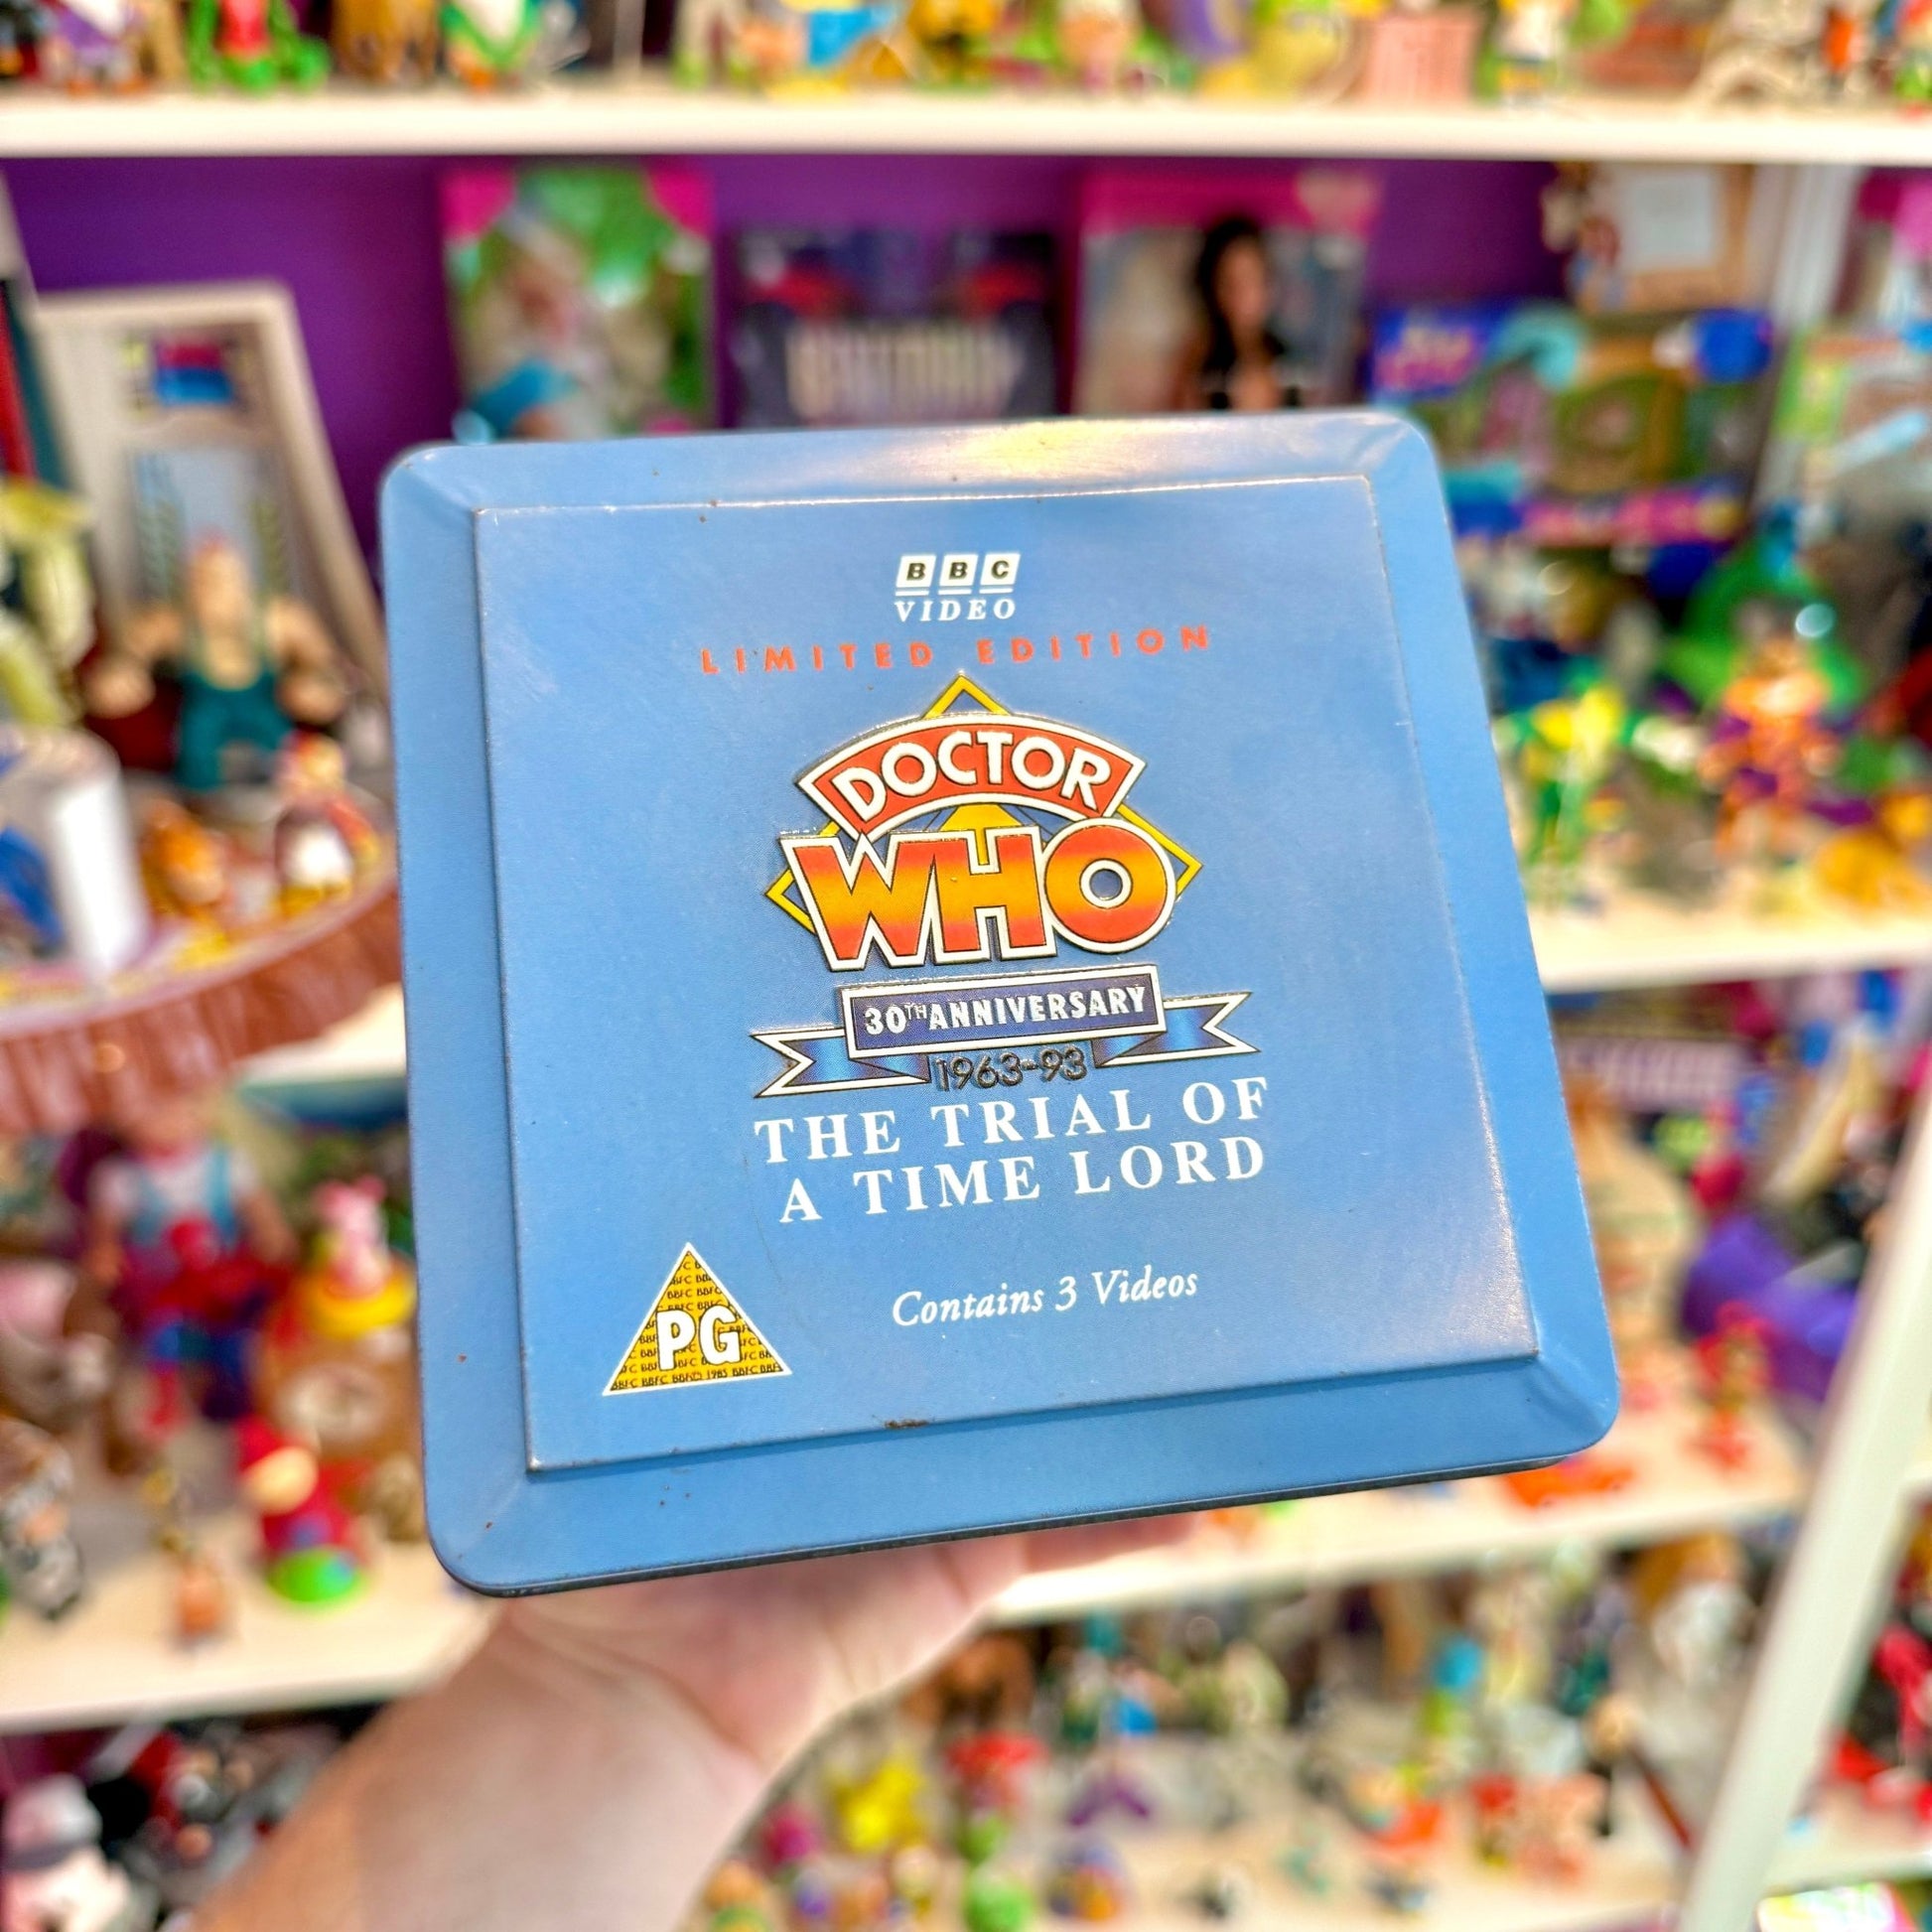 BBC
VIDEO
LIMITED EDITION
DOCTOR
WHO
30TH ANNIVERSARY
1963-93
THE TRIAL OF
A TIME LORD
Contains 3 Videos
PG